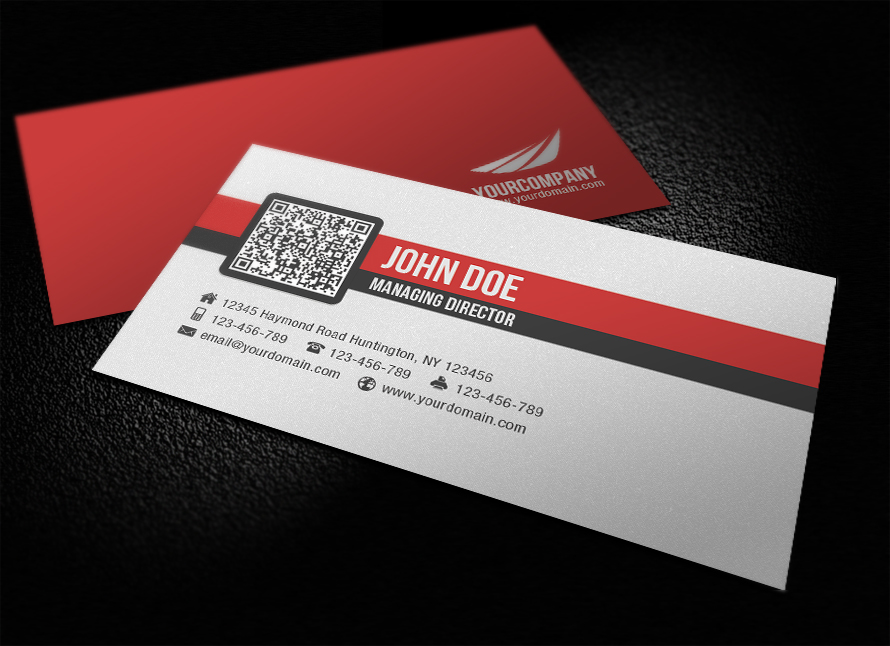 YOURCOMPANY
w.yourdomain.com
JOHN DOE
MANAGING DIRECTOR
12345 Haymond Road Huntington, NY 123456
123-456-789 123-456-789 123-456-789
email@yourdomain.com www.yourdomain.com